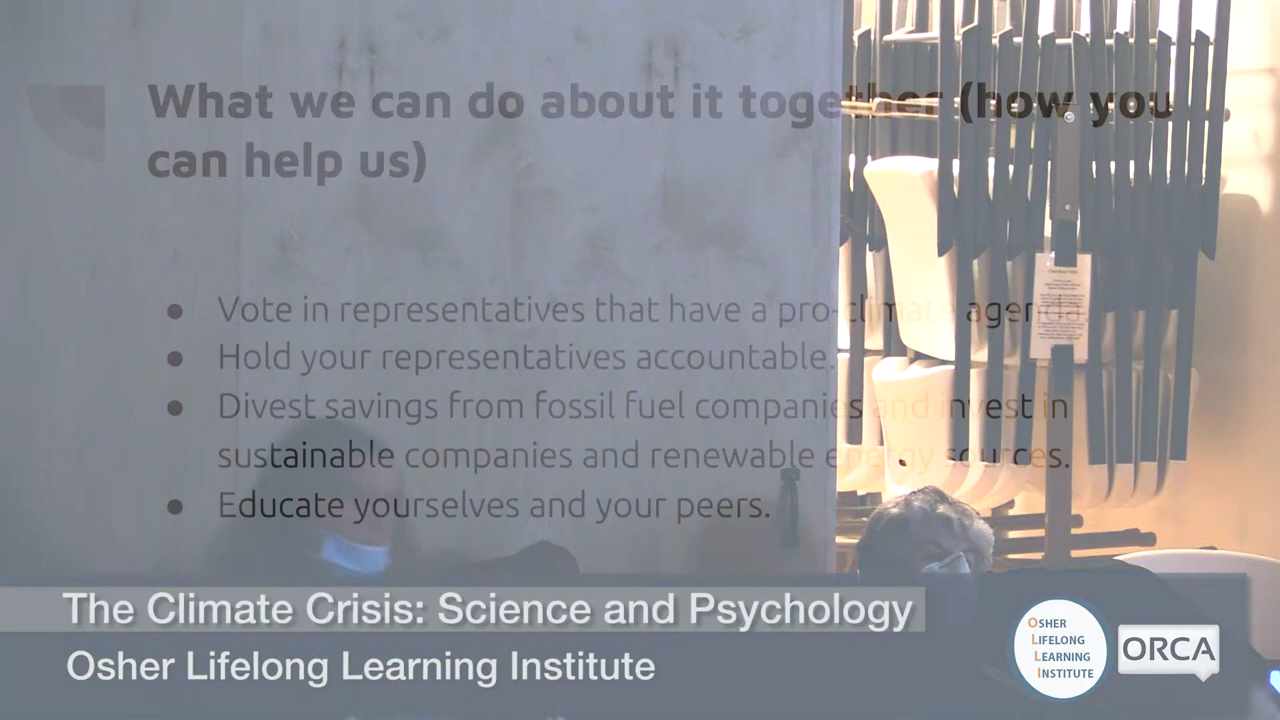 What we can do about it together (how you
can help us)
● Vote in representatives that have a pro-climate agenda.
● Hold your representatives accountable.
● Divest savings from fossil fuel companies and invest in
sustainable companies and renewable energy sources.
● Educate yourselves and your peers.
The Climate Crisis: Science and Psychology
Osher Lifelong Learning Institute
OSHER
LIFELONG
LEARNING
INSTITUTE
ORCA